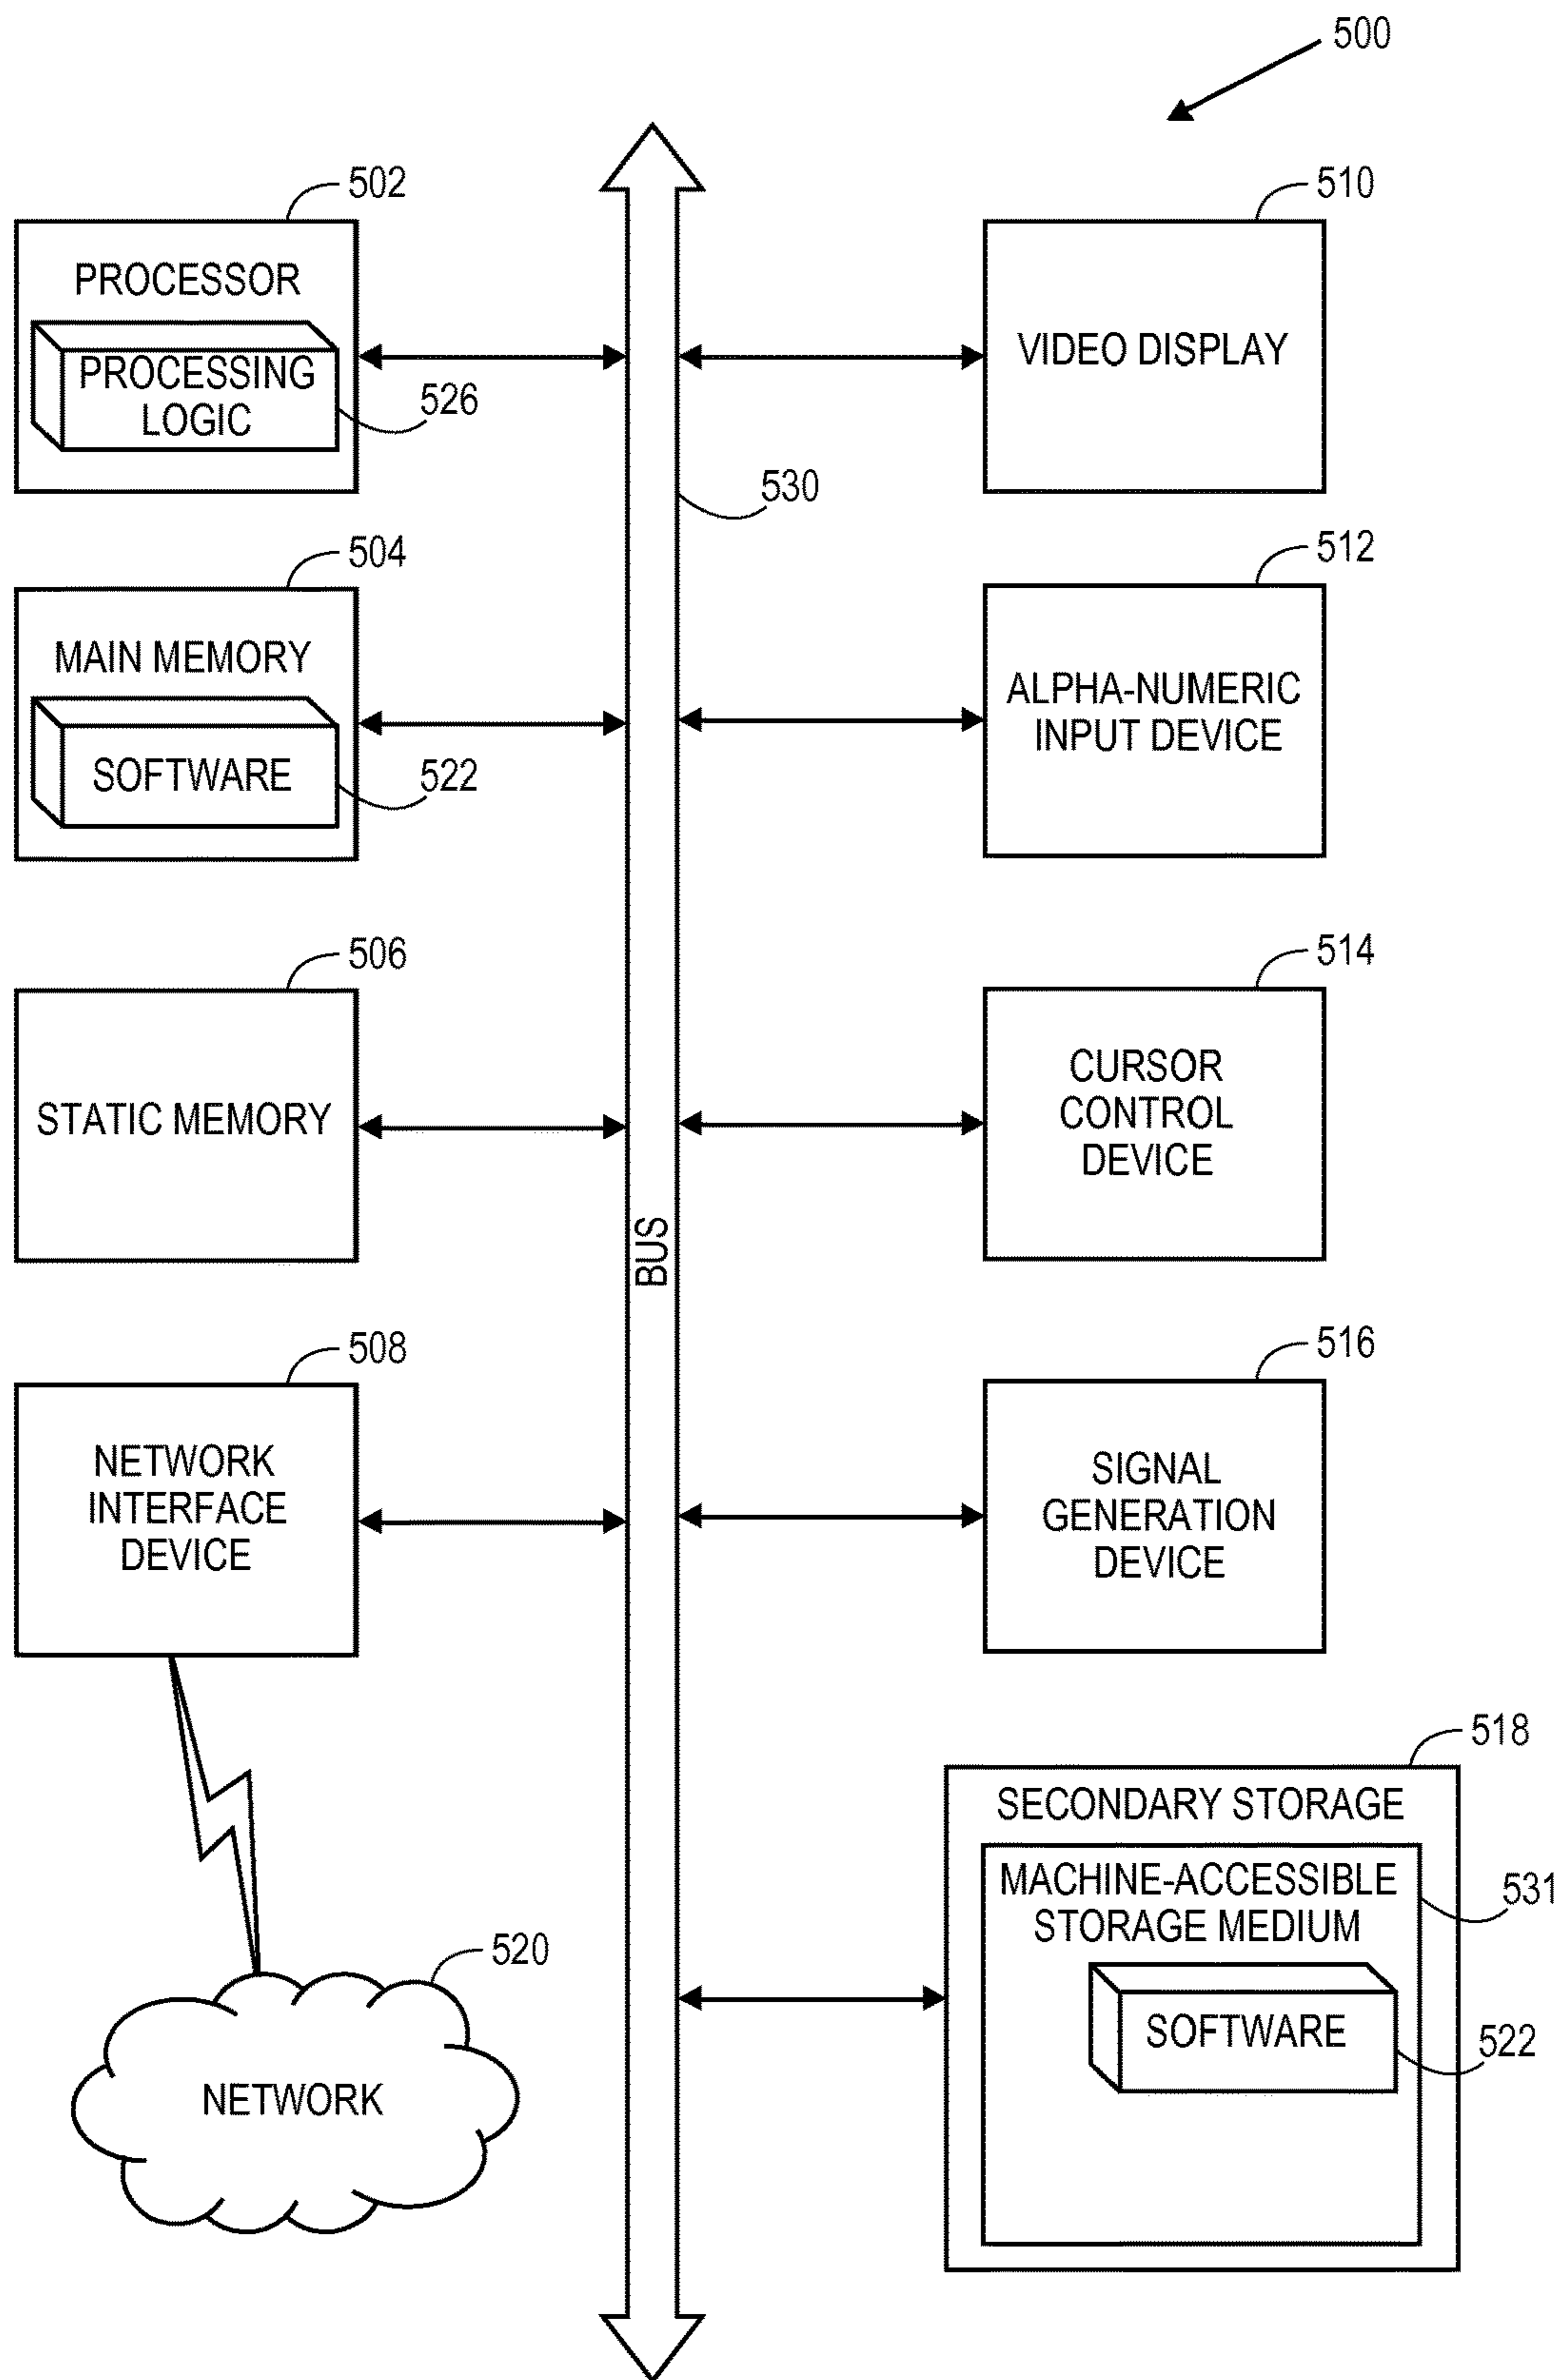 500
502
PROCESSOR
PROCESSING
LOGIC
526
510
VIDEO DISPLAY
530
504
MAIN MEMORY
SOFTWARE
522
512
ALPHA-NUMERIC
INPUT DEVICE
506
STATIC MEMORY
514
CURSOR
CONTROL
DEVICE
BUS
508
NETWORK
INTERFACE
DEVICE
516
SIGNAL
GENERATION
DEVICE
520
NETWORK
518
SECONDARY STORAGE
MACHINE-ACCESSIBLE
STORAGE MEDIUM
531
SOFTWARE
522